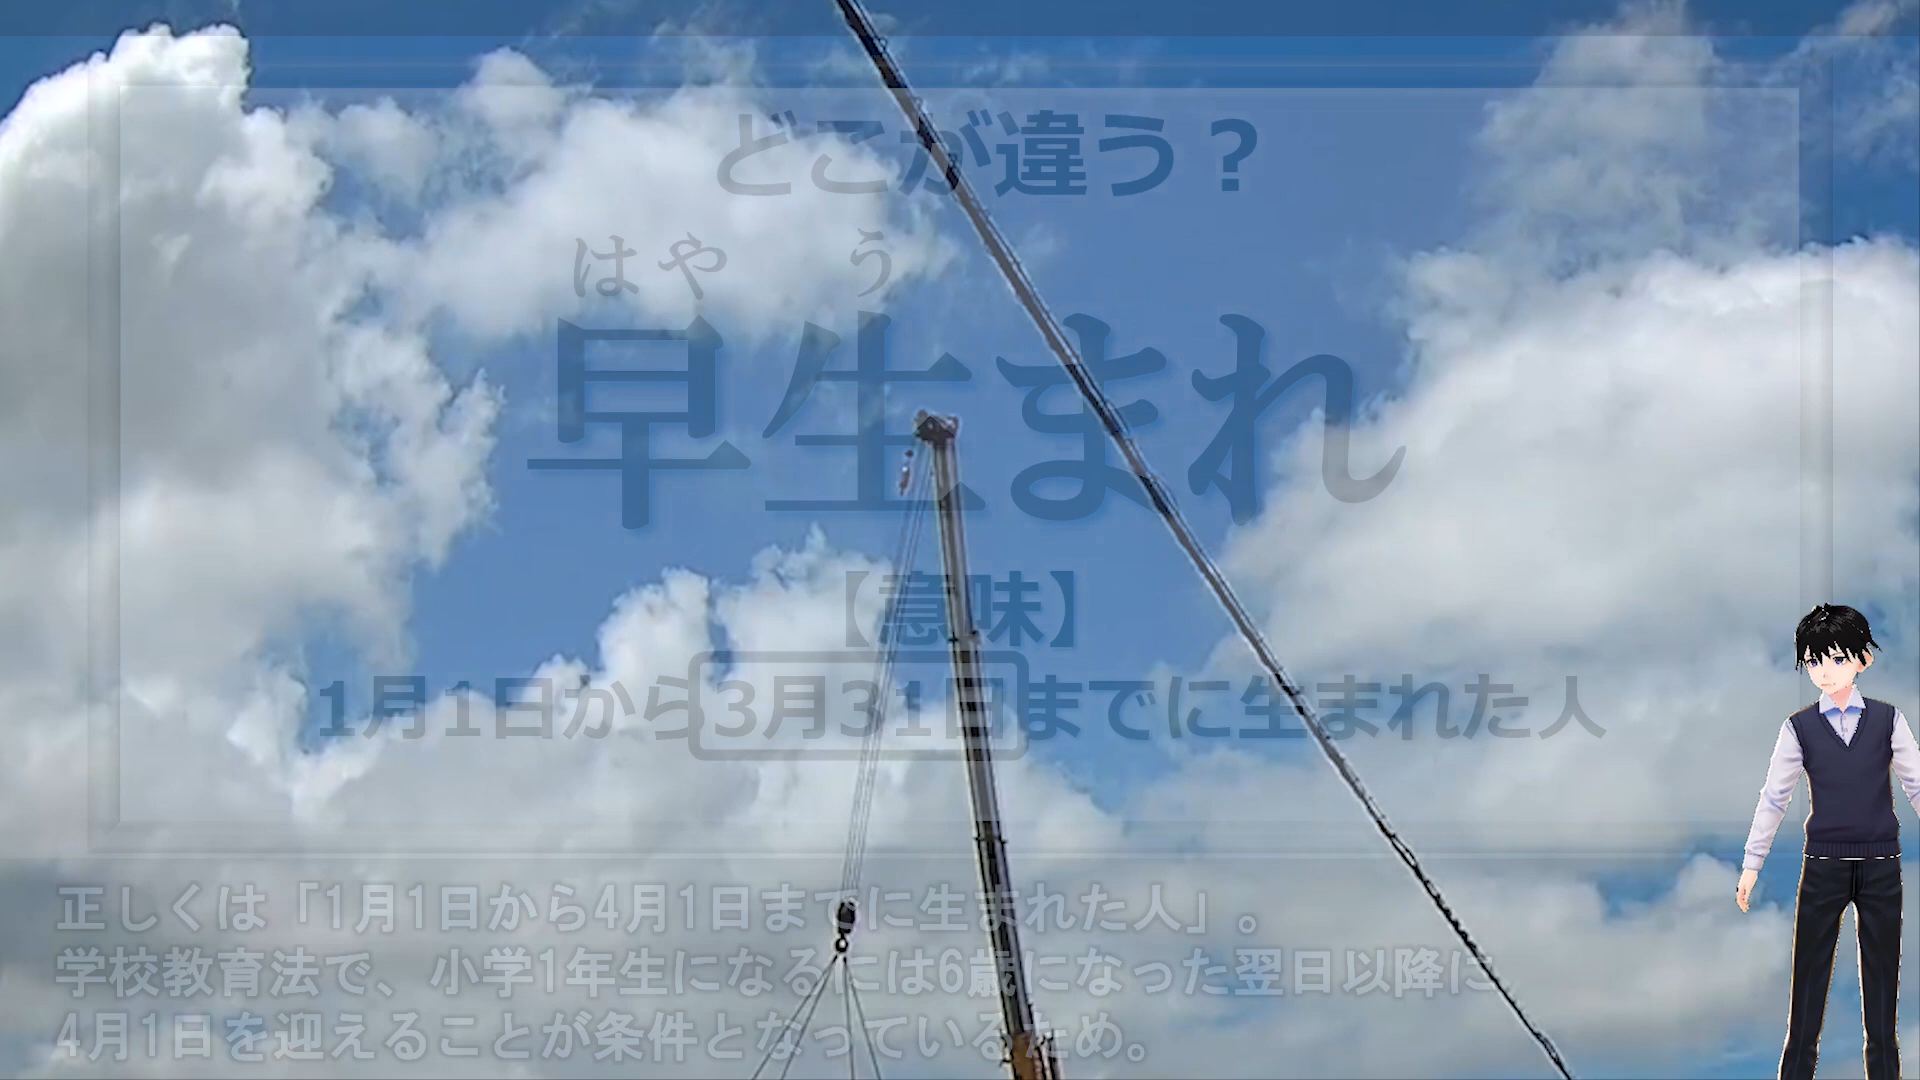 どこが違う？
はや う
早生まれ
【意味】
1月1日から3月31日までに生まれた人
正しくは「1月1日から4月1日までに生まれた人」。
学校教育法で、小学1年生になるには6歳になった翌日以降に
4月1日を迎えることが条件となっているため。